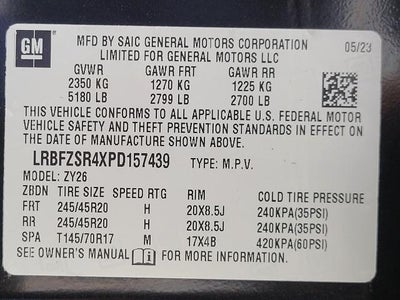 GM
MFD BY SAIC GENERAL MOTORS CORPORATION 05/23
LIMITED FOR GENERAL MOTORS LLC
GVWR GAWR FRT GAWR RR
2350 KG 1270 KG 1225 KG
5180 LB 2799 LB 2700 LB
THIS VEHICLE CONFORMS TO ALL APPLICABLE U.S. FEDERAL MOTOR
VEHICLE SAFETY AND THEFT PREVENTION STANDARDS IN EFFECT ON
THE DATE OF MANUFACTURE SHOWN ABOVE.
LRBFZSR4XPD157439 TYPE: M.P.V.
MODEL: ZY26
ZBDN TIRE SIZE SPEED RTG RIM COLD TIRE PRESSURE
FRT 245/45R20 H 20X8.5J 240KPA(35PSI)
RR 245/45R20 H 20X8.5J 240KPA(35PSI)
SPA T145/70R17 M 17X4B 420KPA(60PSI)
SEE OWNER'S MANUAL i FOR MORE INFORMATION.